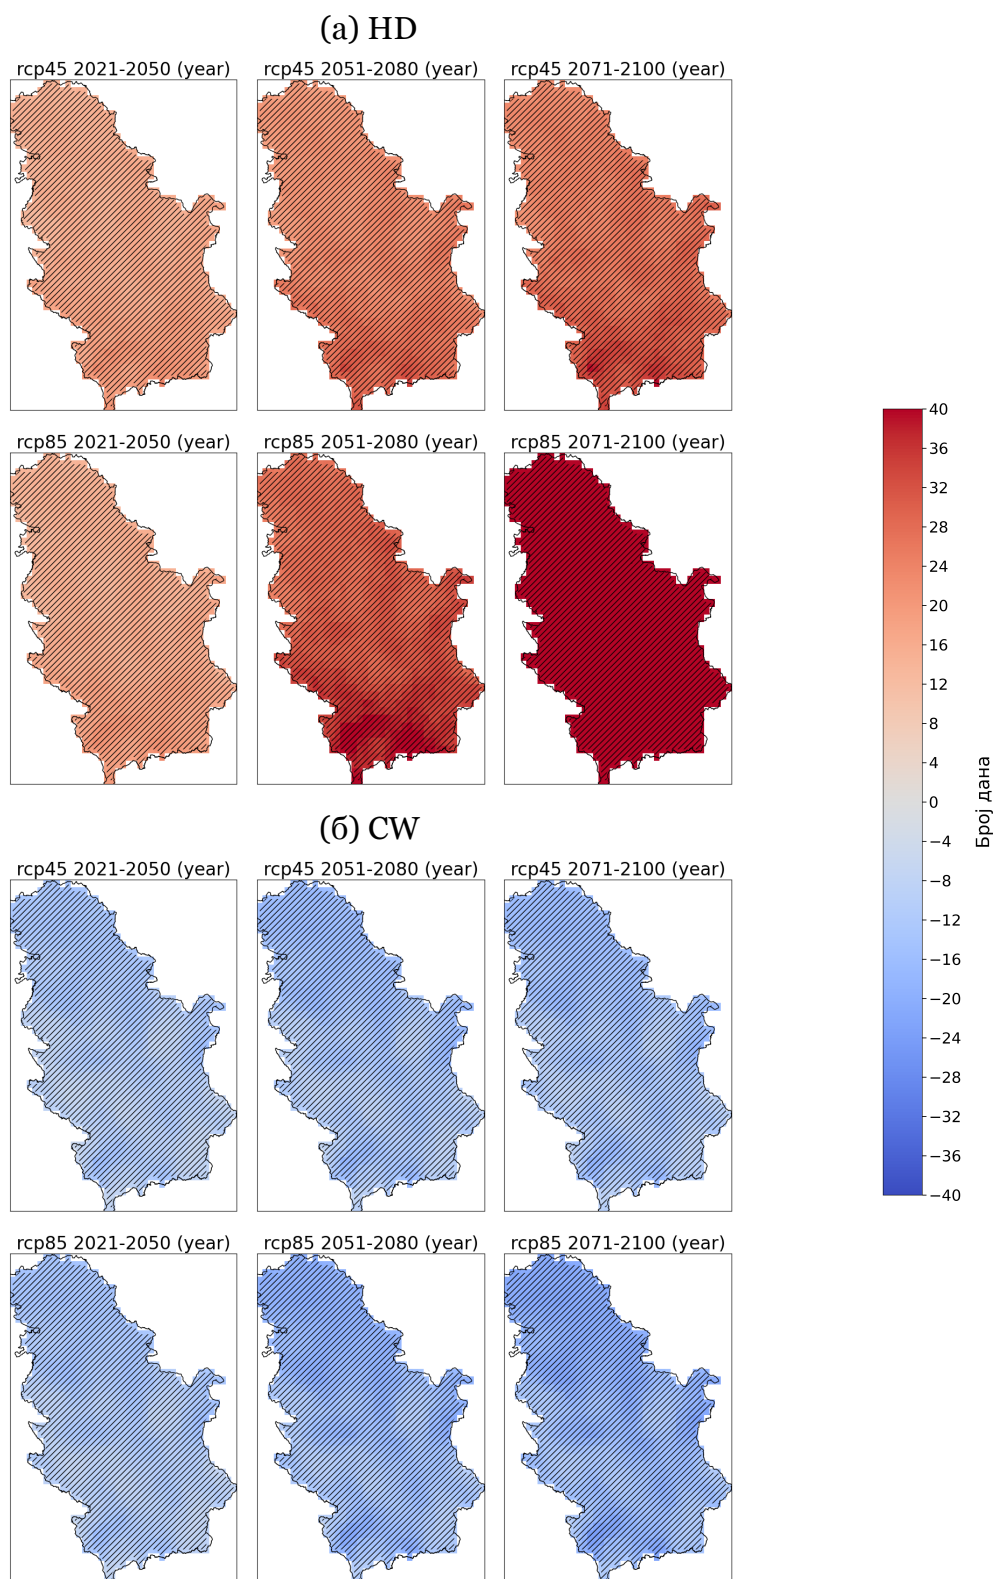 (а) HD
rcp45 2021-2050 (year)
rcp45 2051-2080 (year)
rcp45 2071-2100 (year)
rcp85 2021-2050 (year)
rcp85 2051-2080 (year)
rcp85 2071-2100 (year)
(б) CW
rcp45 2021-2050 (year)
rcp45 2051-2080 (year)
rcp45 2071-2100 (year)
rcp85 2021-2050 (year)
rcp85 2051-2080 (year)
rcp85 2071-2100 (year)
40
36
32
28
24
20
16
12
8
4
0
−4
−8
−12
−16
−20
−24
−28
−32
−36
−40
Број дана